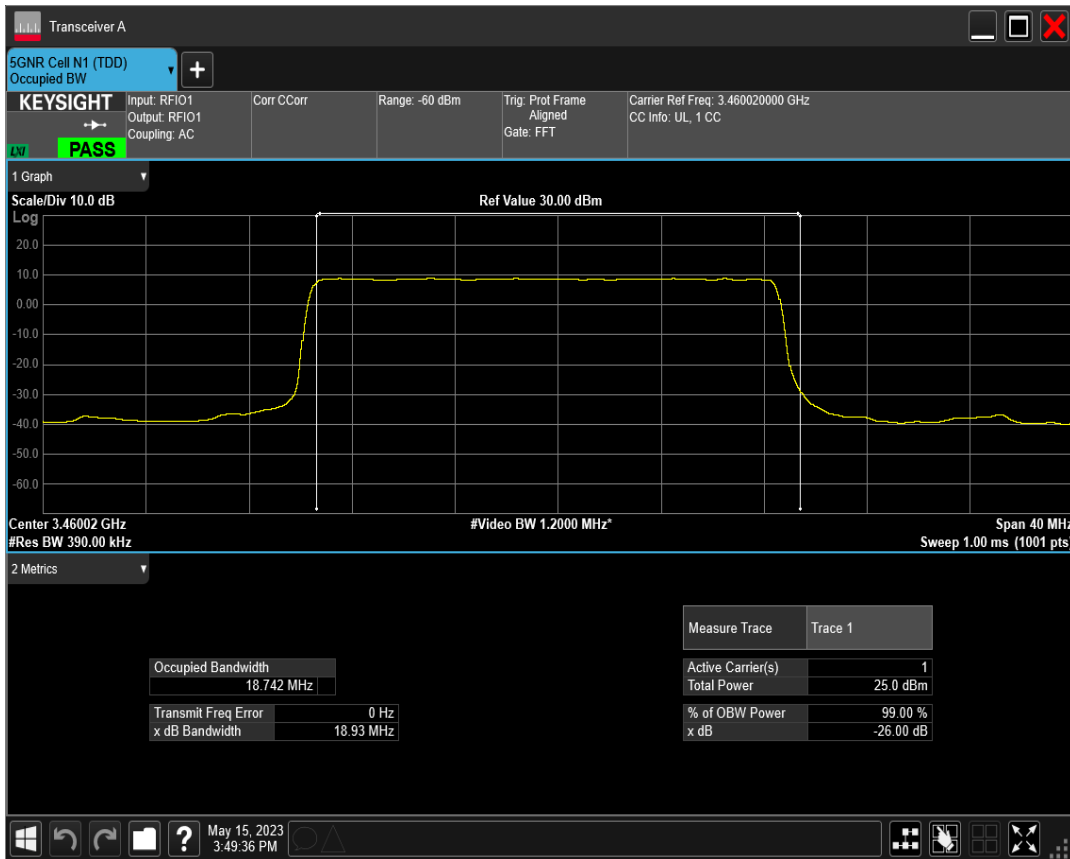 Transceiver A
5GNR Cell N1 (TDD)
Occupied BW
+
KEYSIGHT
LXI
PASS
Input: RFIO1
Output: RFIO1
Coupling: AC
Corr CCorr
Range: -60 dBm
Trig: Prot Frame
Aligned
Gate: FFT
Carrier Ref Freq: 3.460020000 GHz
CC Info: UL, 1 CC
1 Graph
Scale/Div 10.0 dB
Ref Value 30.00 dBm
Log
20.0
10.0
0.00
-10.0
-20.0
-30.0
-40.0
-50.0
-60.0
Center 3.46002 GHz
#Video BW 1.2000 MHz*
Span 40 MHz
#Res BW 390.00 kHz
Sweep 1.00 ms (1001 pts)
2 Metrics
Measure Trace Trace 1
Occupied Bandwidth
18.742 MHz
Active Carrier(s) 1
Total Power 25.0 dBm
Transmit Freq Error 0 Hz
x dB Bandwidth 18.93 MHz
% of OBW Power 99.00 %
x dB -26.00 dB
?
May 15, 2023
3:49:36 PM